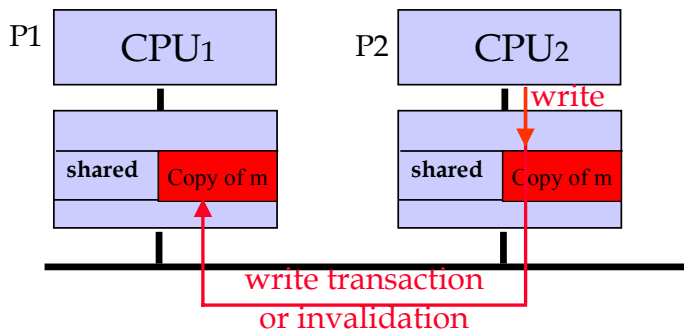 P1
CPU1
P2
CPU2
write
shared
Copy of m
shared
Copy of m
write transaction
or invalidation